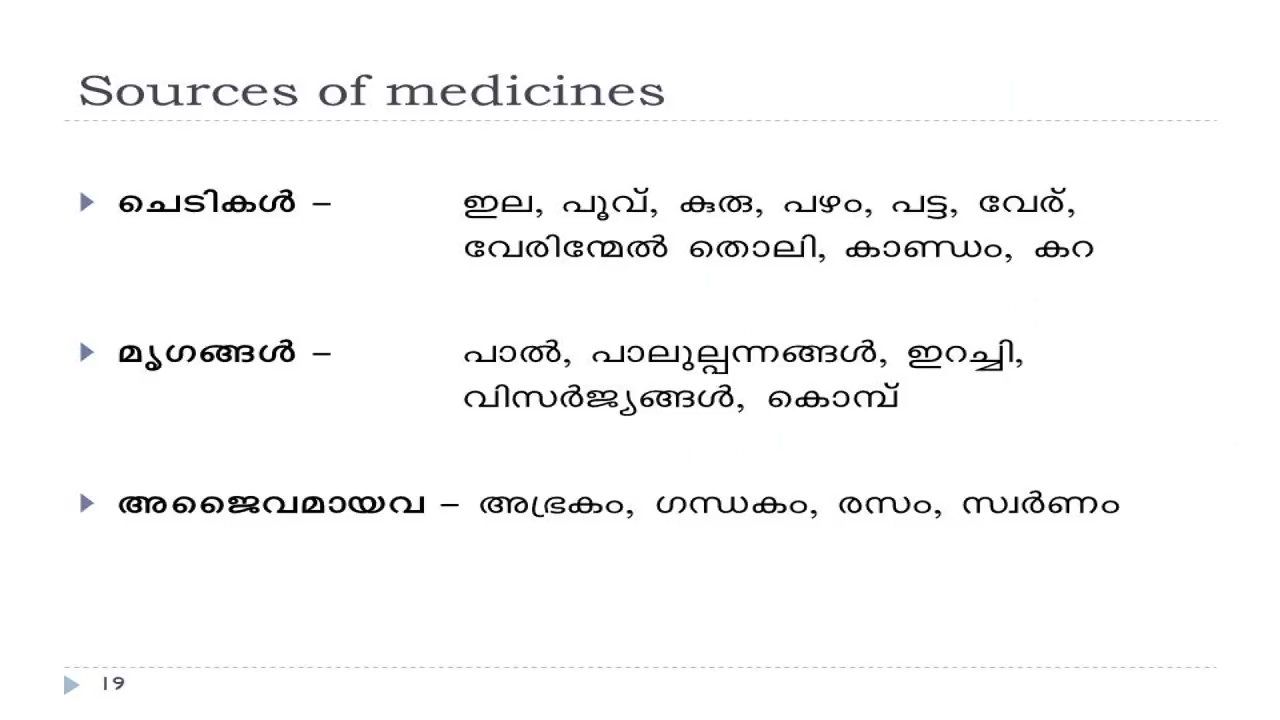 Sources of medicines
ചെടികൾ – ഇല, പൂവ്, കുരു, പഴം, പട്ട, വേര്,
വേരിന്മേൽ തൊലി, കാണ്ഡം, കറ
മൃഗങ്ങൾ – പാൽ, പാലുല്പന്നങ്ങൾ, ഇറച്ചി,
വിസർജ്യങ്ങൾ, കൊമ്പ്
അജൈവമായവ – അഭ്രകം, ഗന്ധകം, രസം, സ്വർണം
19